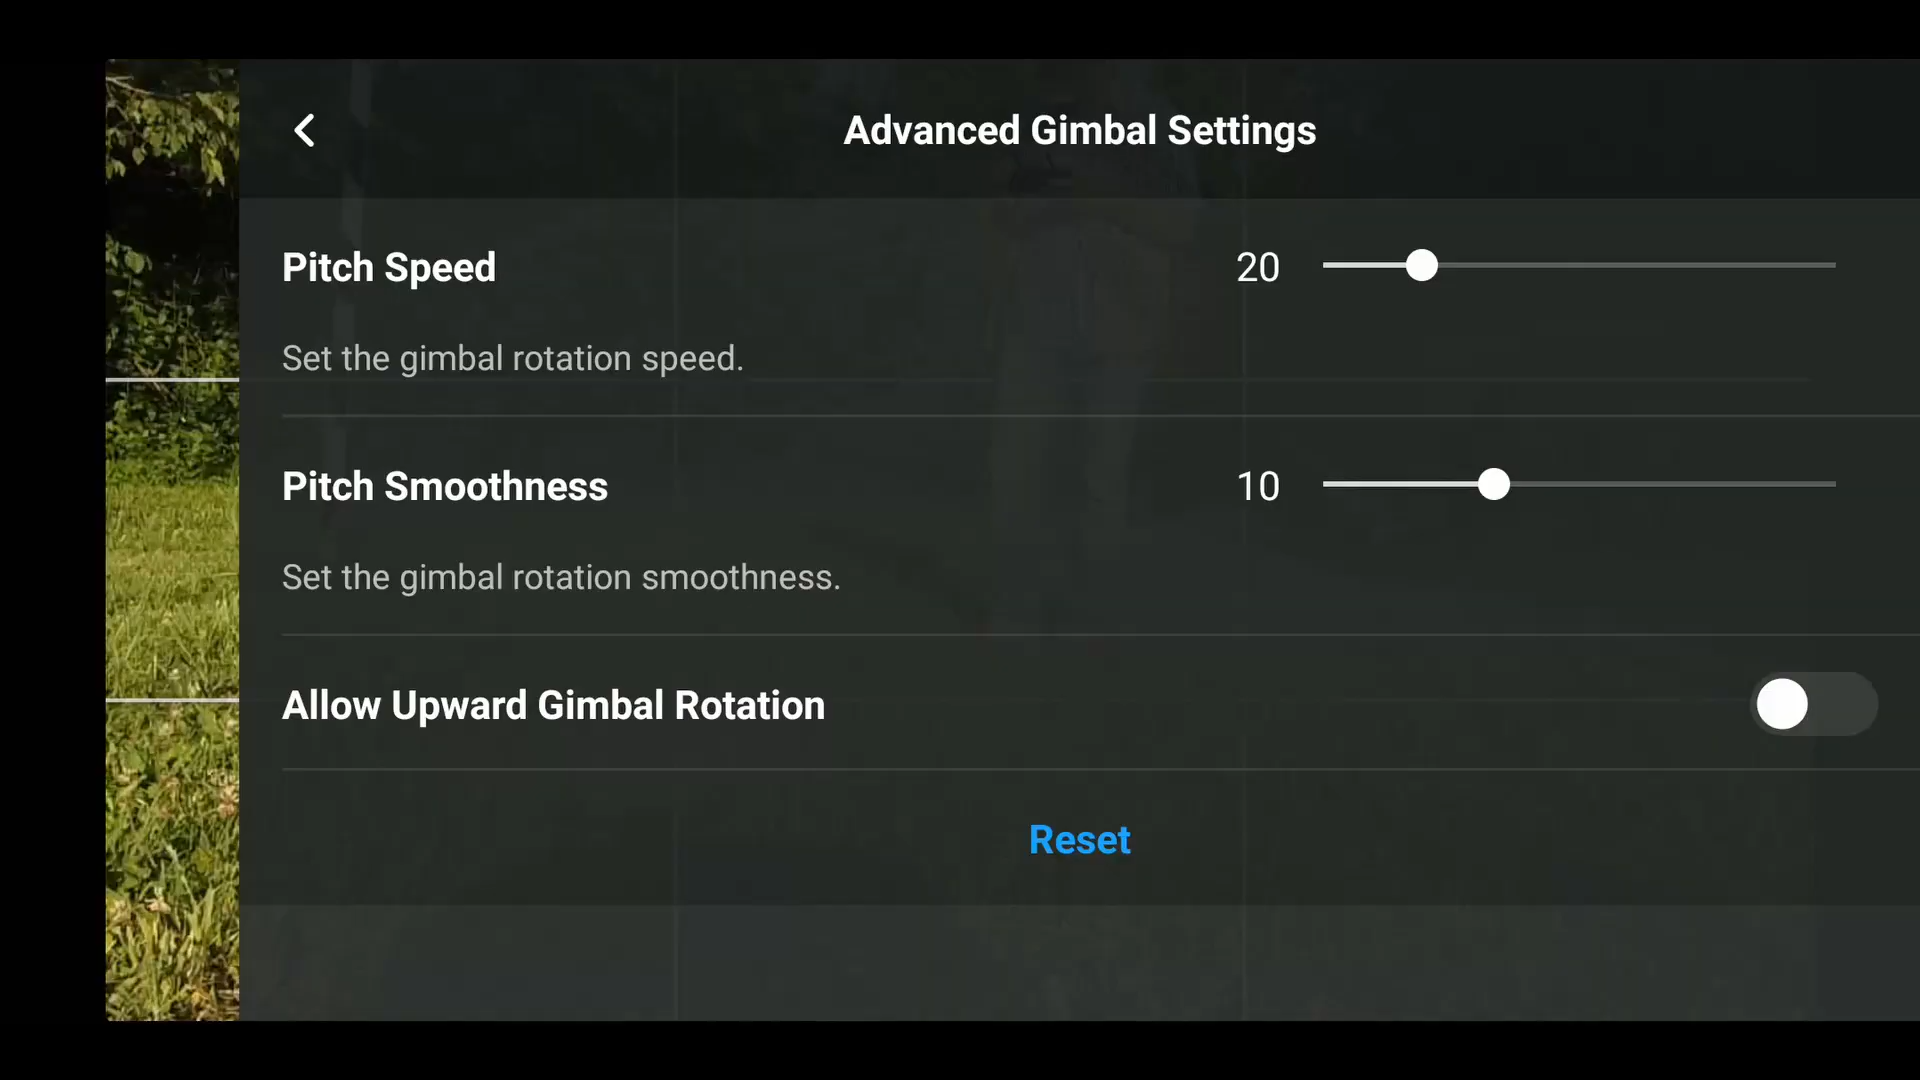 Advanced Gimbal Settings
Pitch Speed 20
Set the gimbal rotation speed.
Pitch Smoothness 10
Set the gimbal rotation smoothness.
Allow Upward Gimbal Rotation
Reset